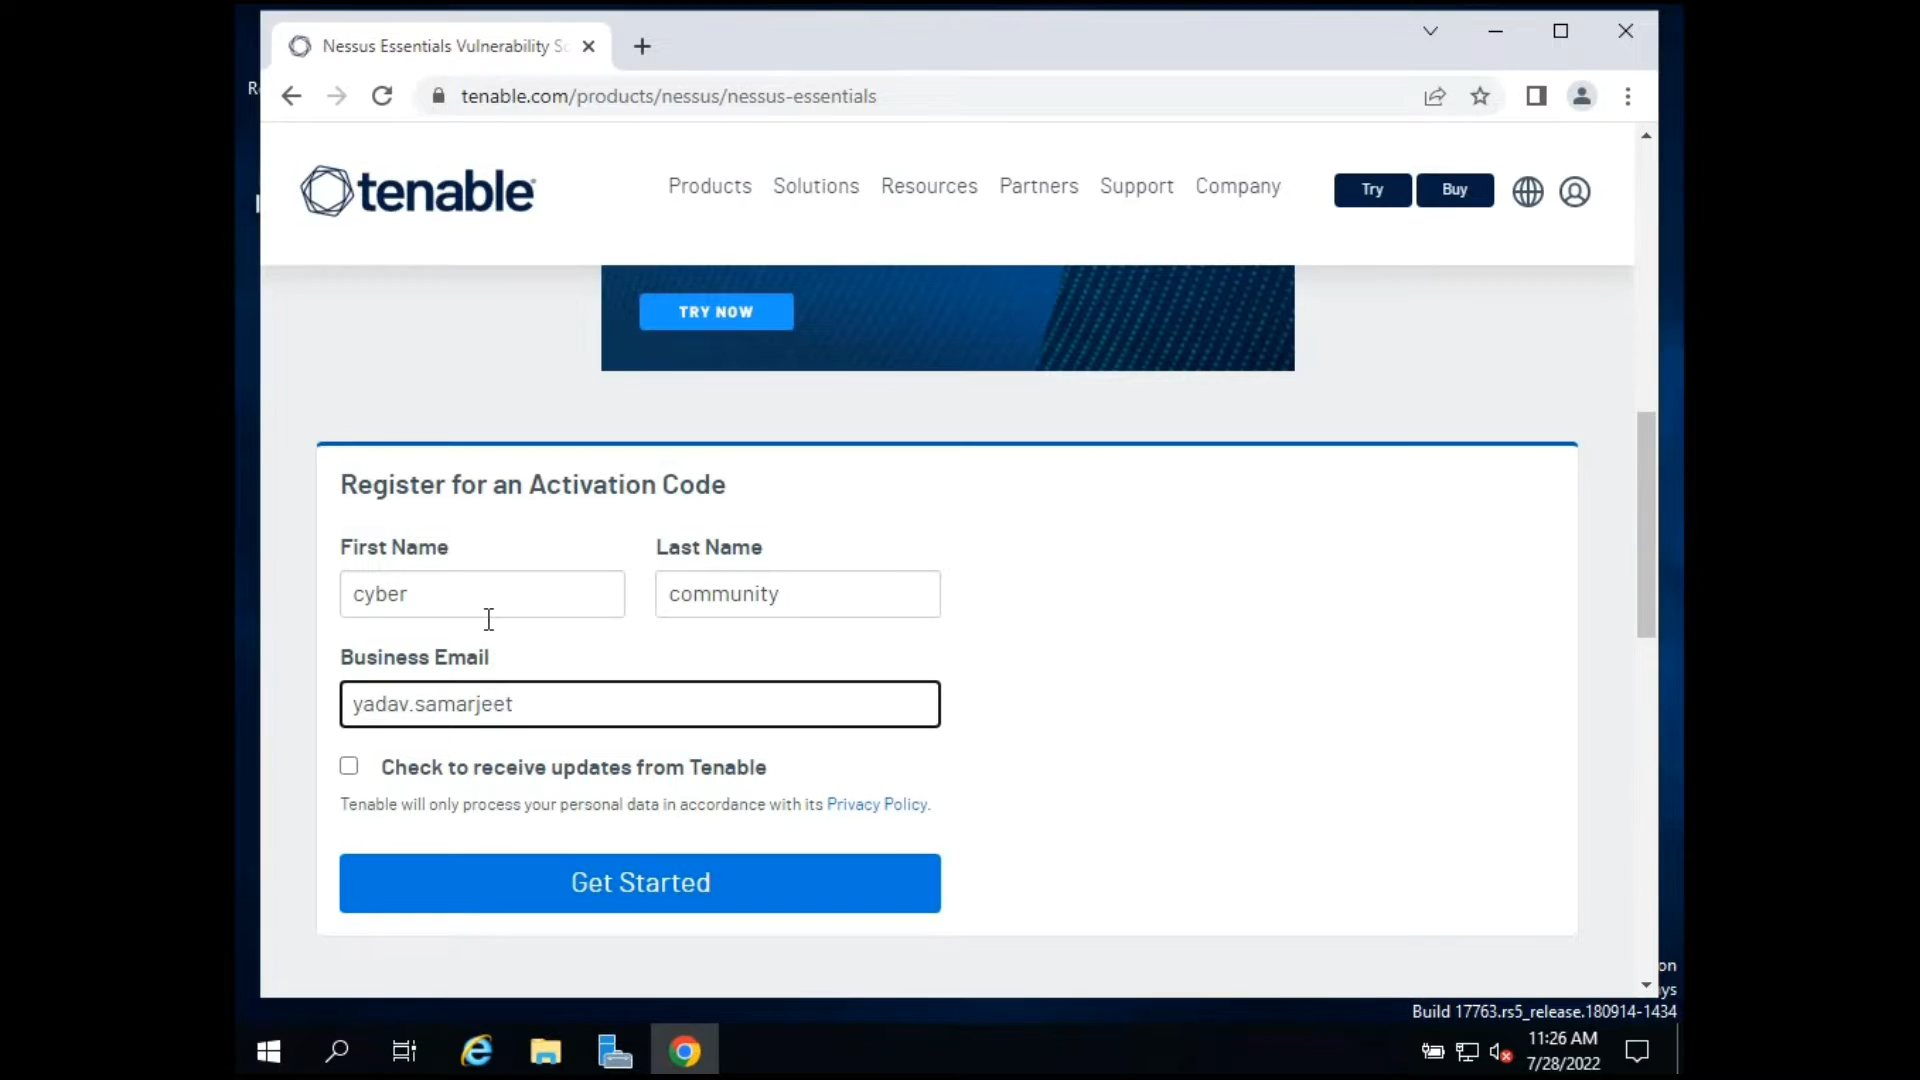 Nessus Essentials Vulnerability Sc
tenable.com/products/nessus/nessus-essentials
tenable
Products
Solutions
Resources
Partners
Support
Company
Try
Buy
TRY NOW
Register for an Activation Code
First Name
Last Name
cyber
community
Business Email
yadav.samarjeet
Check to receive updates from Tenable
Tenable will only process your personal data in accordance with its Privacy Policy.
Get Started
on
ys
Build 17763.rs5_release.180914-1434
11:26 AM
7/28/2022